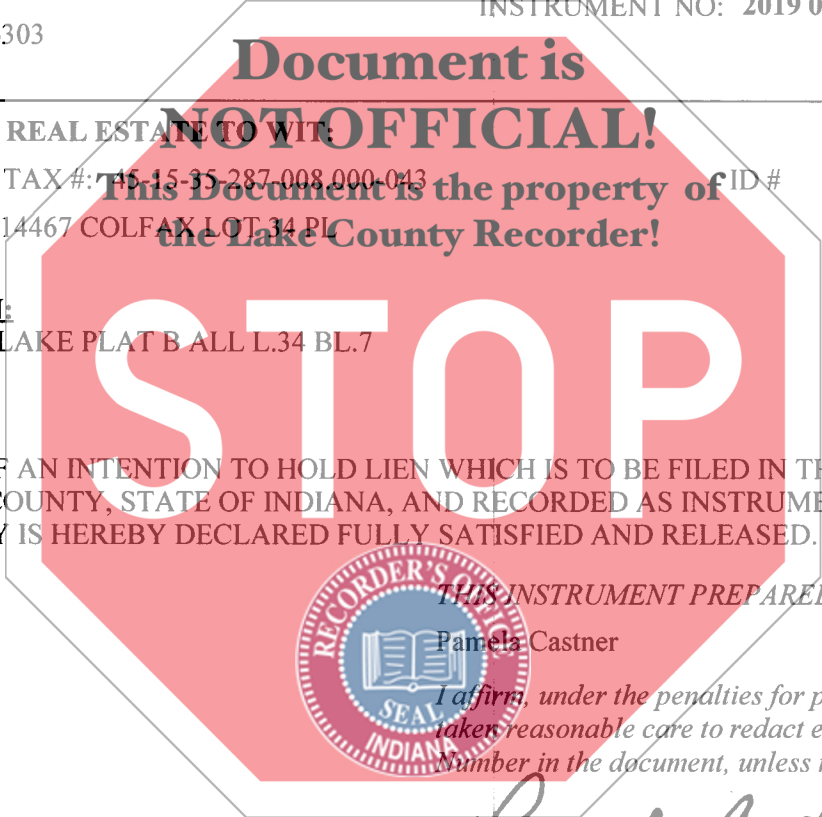 INSTRUMENT NO: 2019 0
303
Document is
NOT OFFICIAL!
REAL ESTATE TO WIT:
TAX #: 45-15-35-287-008.000-043 ID #
This Document is the property of
14467 COLFAX LOT 34 PL
the Lake County Recorder!
LAKE PLAT B ALL L.34 BL.7
STOP
F AN INTENTION TO HOLD LIEN WHICH IS TO BE FILED IN TH
COUNTY, STATE OF INDIANA, AND RECORDED AS INSTRUME
Y IS HEREBY DECLARED FULLY SATISFIED AND RELEASED.
RECORDER'S OFFICE
SEAL
INDIANA
THIS INSTRUMENT PREPARED
Pamela Castner
I affirm, under the penalties for p
taken reasonable care to redact e
Number in the document, unless r